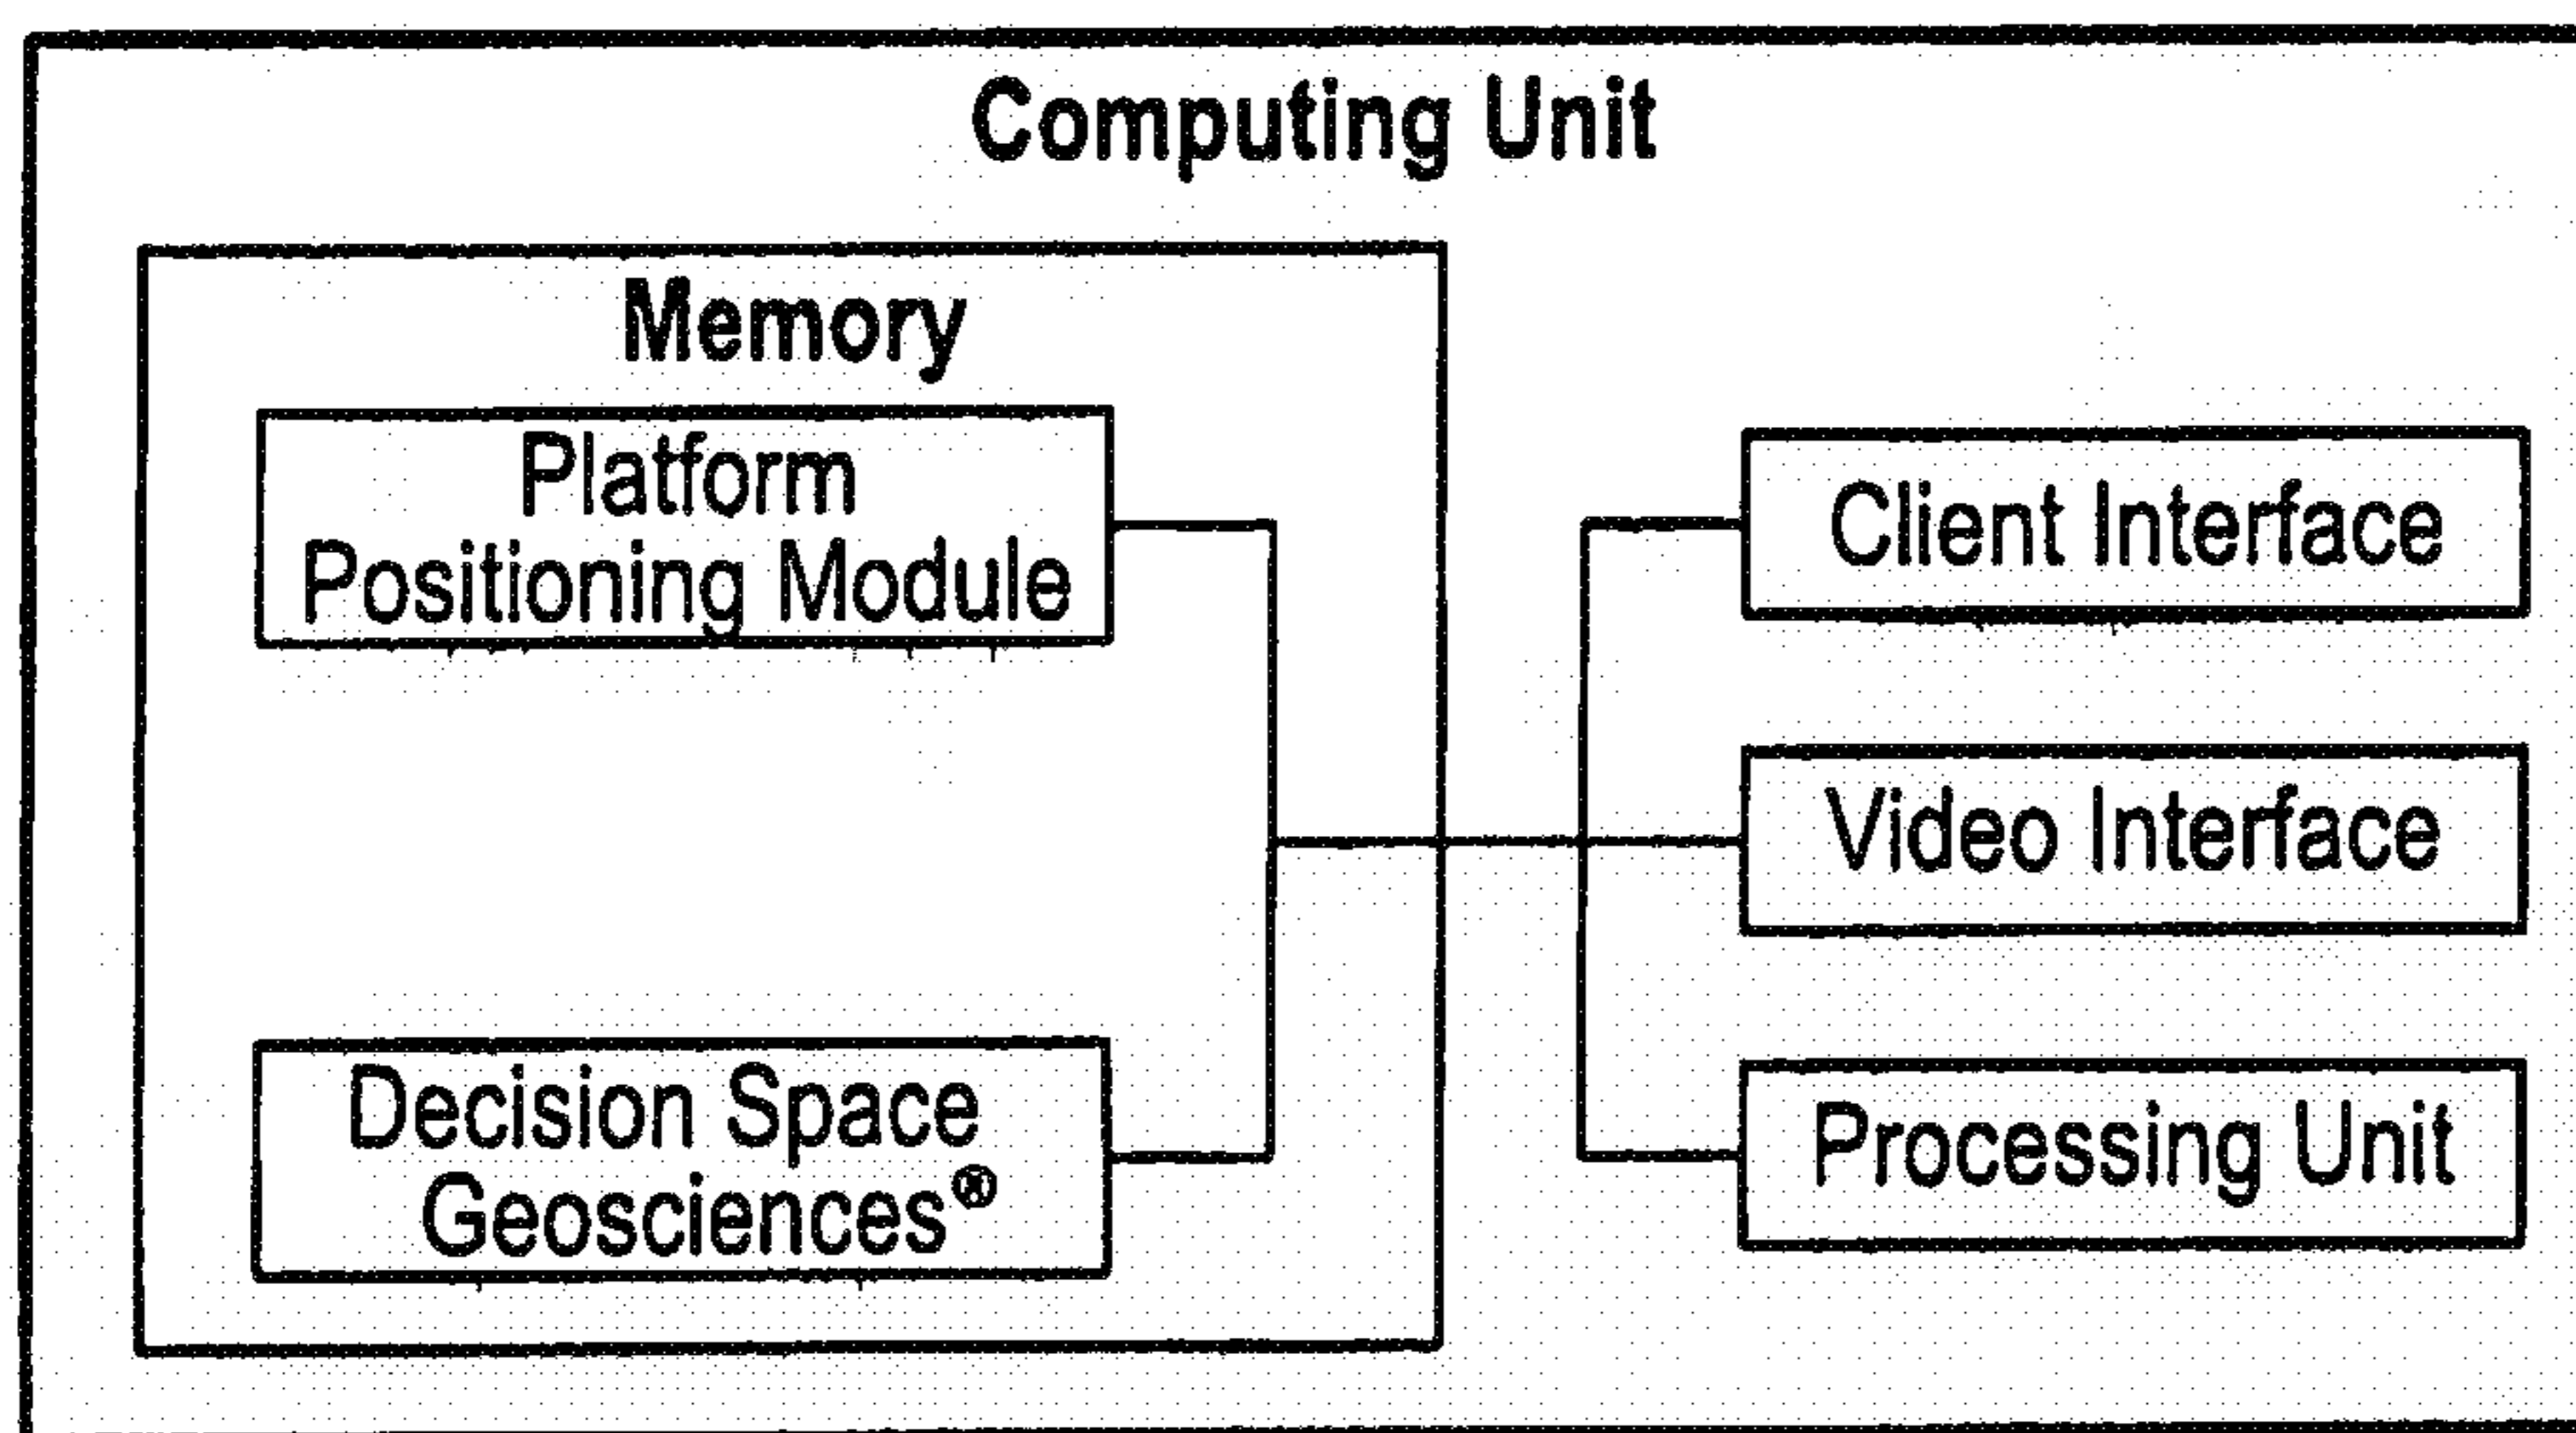 Computing Unit
Memory
Platform
Positioning Module
Decision Space
Geosciences®
Client Interface
Video Interface
Processing Unit